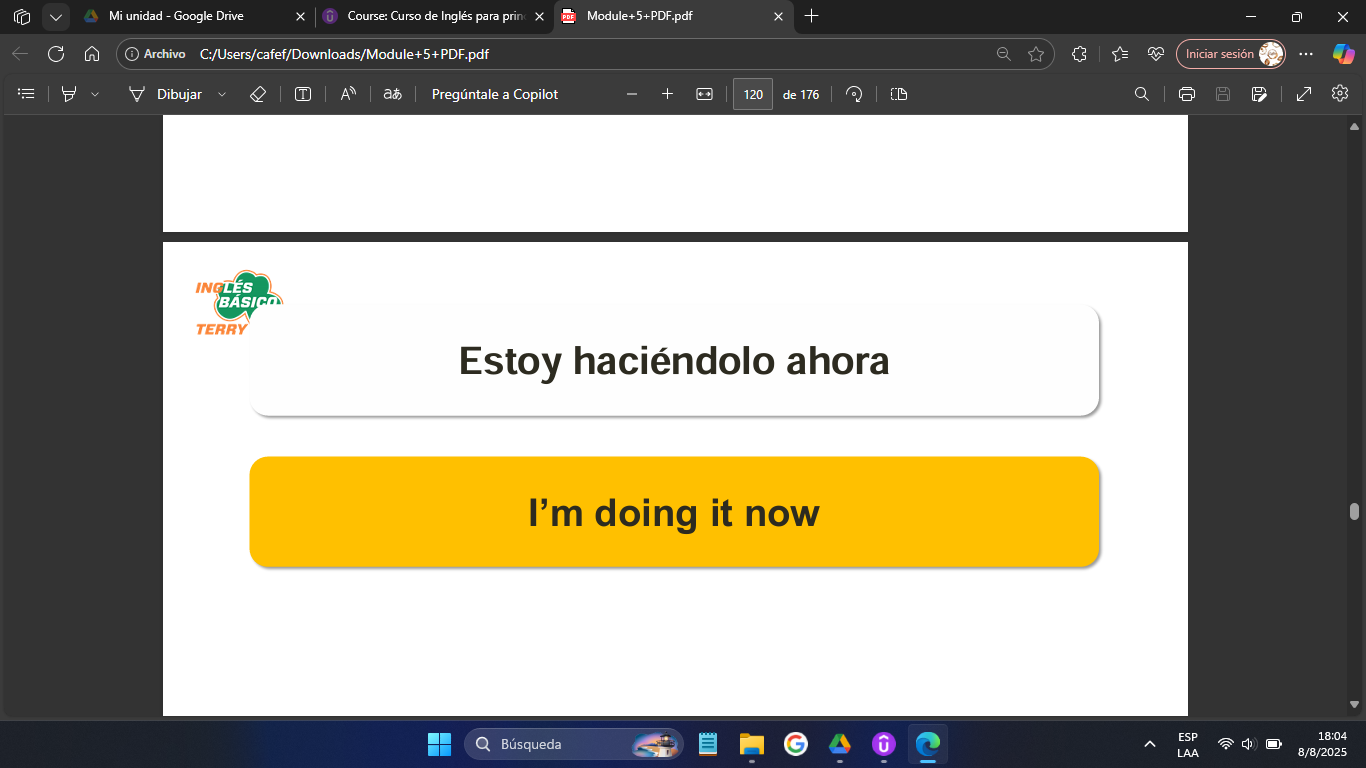 Mi unidad - Google Drive
Course: Curso de Inglés para prin
Module+5+PDF.pdf
Archivo
C:/Users/cafef/Downloads/Module+5+PDF.pdf
Iniciar sesión
Dibujar
Pregúntale a Copilot
120 de 176
INGLÉS
BÁSICO
TERRY
Estoy haciéndolo ahora
I’m doing it now
Búsqueda
ESP
LAA
18:04
8/8/2025